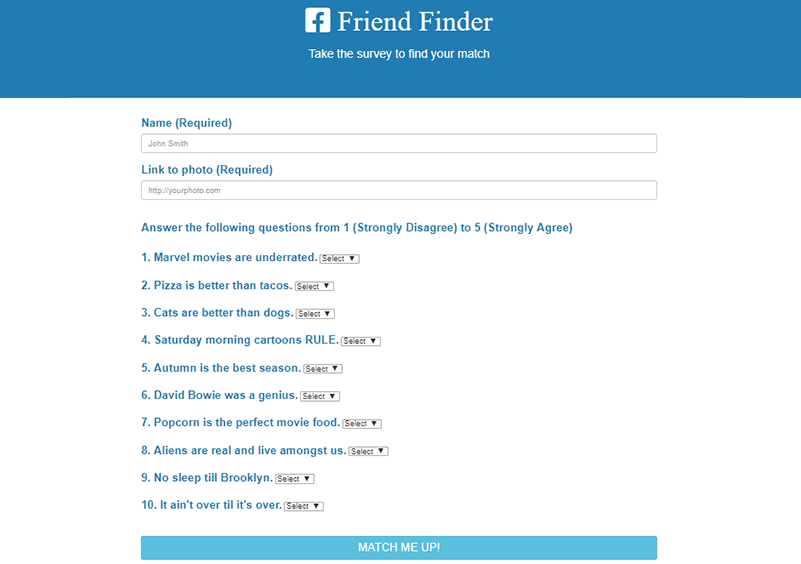 Friend Finder
Take the survey to find your match
Name (Required)
John Smith
Link to photo (Required)
http://yourphoto.com
Answer the following questions from 1 (Strongly Disagree) to 5 (Strongly Agree)
1. Marvel movies are underrated. Select ▼
2. Pizza is better than tacos. Select ▼
3. Cats are better than dogs. Select ▼
4. Saturday morning cartoons RULE. Select ▼
5. Autumn is the best season. Select ▼
6. David Bowie was a genius. Select ▼
7. Popcorn is the perfect movie food. Select ▼
8. Aliens are real and live amongst us. Select ▼
9. No sleep till Brooklyn. Select ▼
10. It ain't over til it's over. Select ▼
MATCH ME UP!